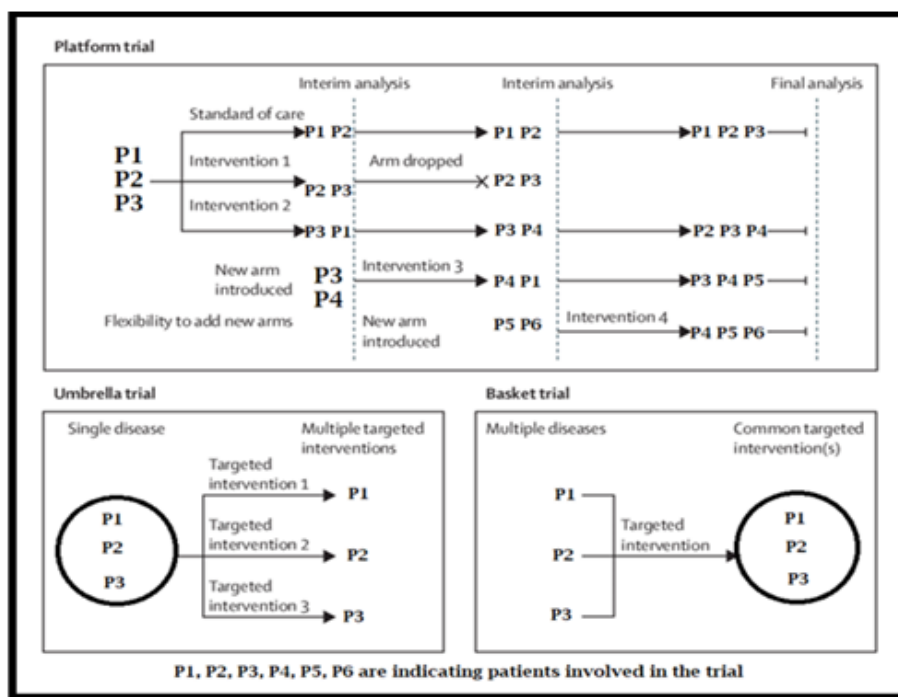 Platform trial
Interim analysis
Interim analysis
Final analysis
Standard of care
P1 P2
P1 P2
P1 P2 P3
P1
P2
P3
Intervention 1
P2 P3
Arm dropped
P2 P3
Intervention 2
P3 P1
P3 P4
P2 P3 P4
New arm
introduced
P3
P4
Intervention 3
P4 P1
P3 P4 P5
Flexibility to add new arms
New arm
introduced
P5 P6
Intervention 4
P4 P5 P6
Umbrella trial
Single disease
Multiple targeted
interventions
P1
P2
P3
Targeted
intervention 1
P1
Targeted
intervention 2
P2
Targeted
intervention 3
P3
Basket trial
Multiple diseases
Common targeted
intervention(s)
P1
P2
P3
Targeted
intervention
P1
P2
P3
P1, P2, P3, P4, P5, P6 are indicating patients involved in the trial